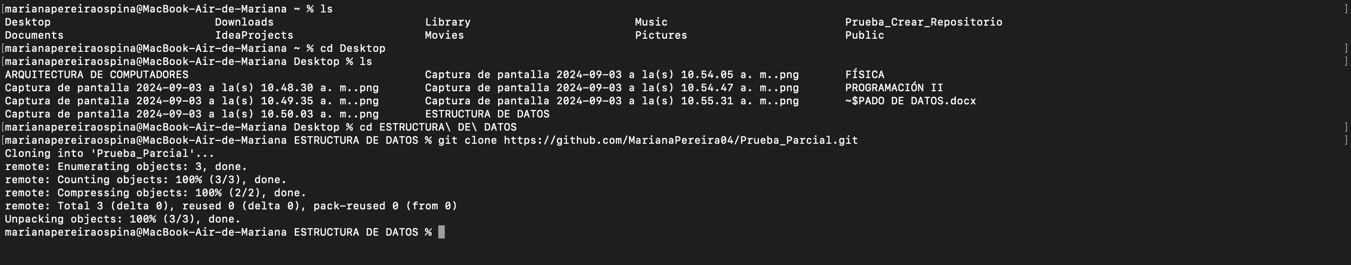 [marianapereiraospina@MacBook-Air-de-Mariana ~ % ls ]
Desktop Downloads Library Music Prueba_Crear_Repositorio
Documents IdeaProjects Movies Pictures Public
[marianapereiraospina@MacBook-Air-de-Mariana ~ % cd Desktop ]
[marianapereiraospina@MacBook-Air-de-Mariana Desktop % ls ]
ARQUITECTURA DE COMPUTADORES Captura de pantalla 2024-09-03 a la(s) 10.54.05 a. m..png FÍSICA
Captura de pantalla 2024-09-03 a la(s) 10.48.30 a. m..png Captura de pantalla 2024-09-03 a la(s) 10.54.47 a. m..png PROGRAMACIÓN II
Captura de pantalla 2024-09-03 a la(s) 10.49.35 a. m..png Captura de pantalla 2024-09-03 a la(s) 10.55.31 a. m..png ~$PADO DE DATOS.docx
Captura de pantalla 2024-09-03 a la(s) 10.50.03 a. m..png ESTRUCTURA DE DATOS
[marianapereiraospina@MacBook-Air-de-Mariana Desktop % cd ESTRUCTURA\ DE\ DATOS ]
[marianapereiraospina@MacBook-Air-de-Mariana ESTRUCTURA DE DATOS % git clone https://github.com/MarianaPereira04/Prueba_Parcial.git ]
Cloning into 'Prueba_Parcial'...
remote: Enumerating objects: 3, done.
remote: Counting objects: 100% (3/3), done.
remote: Compressing objects: 100% (2/2), done.
remote: Total 3 (delta 0), reused 0 (delta 0), pack-reused 0 (from 0)
Unpacking objects: 100% (3/3), done.
marianapereiraospina@MacBook-Air-de-Mariana ESTRUCTURA DE DATOS %